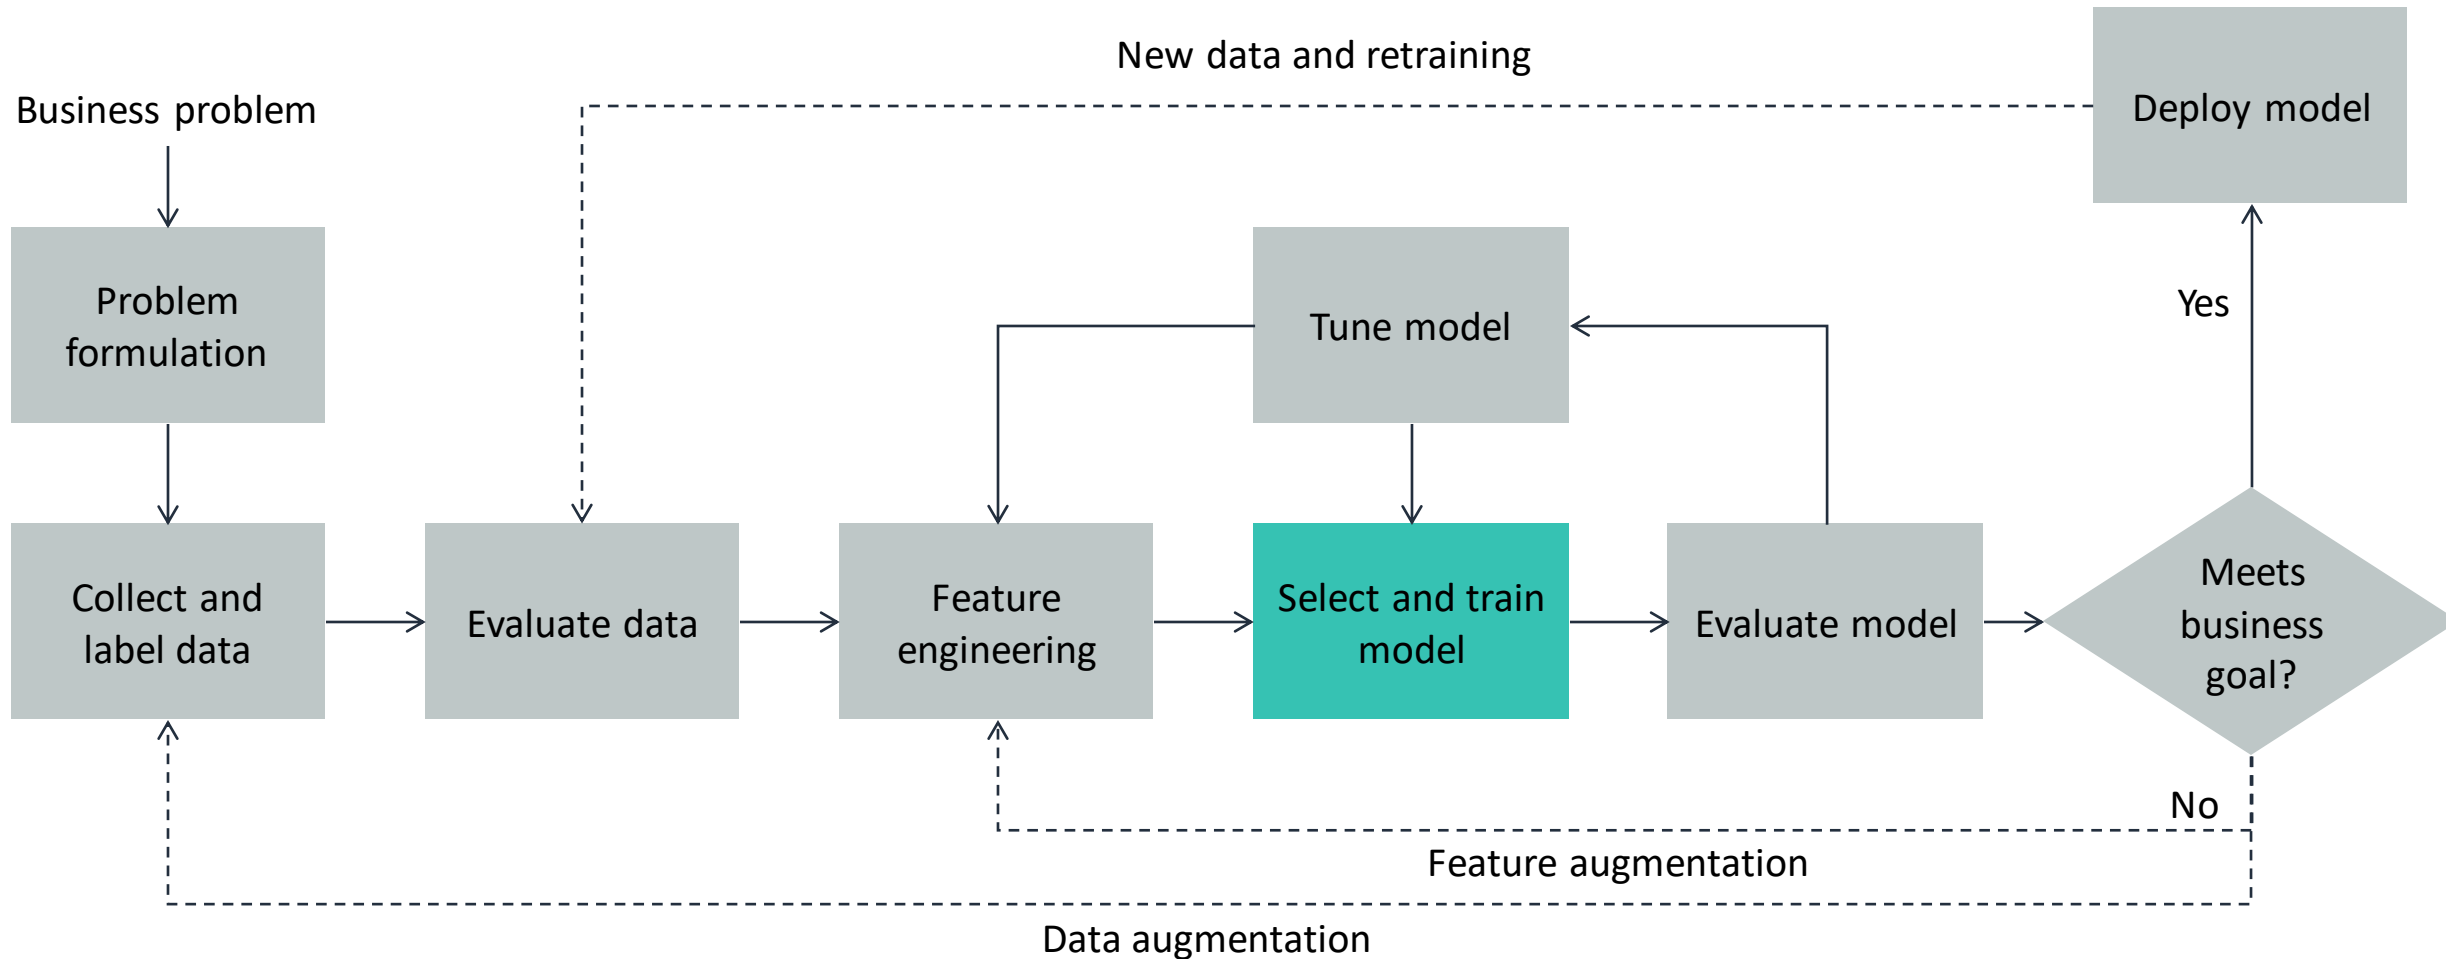 New data and retraining
Deploy model
Business problem
Problem
formulation
Tune model
Yes
Collect and
label data
Evaluate data
Feature
engineering
Select and train
model
Evaluate model
Meets
business
goal?
No
Feature augmentation
Data augmentation